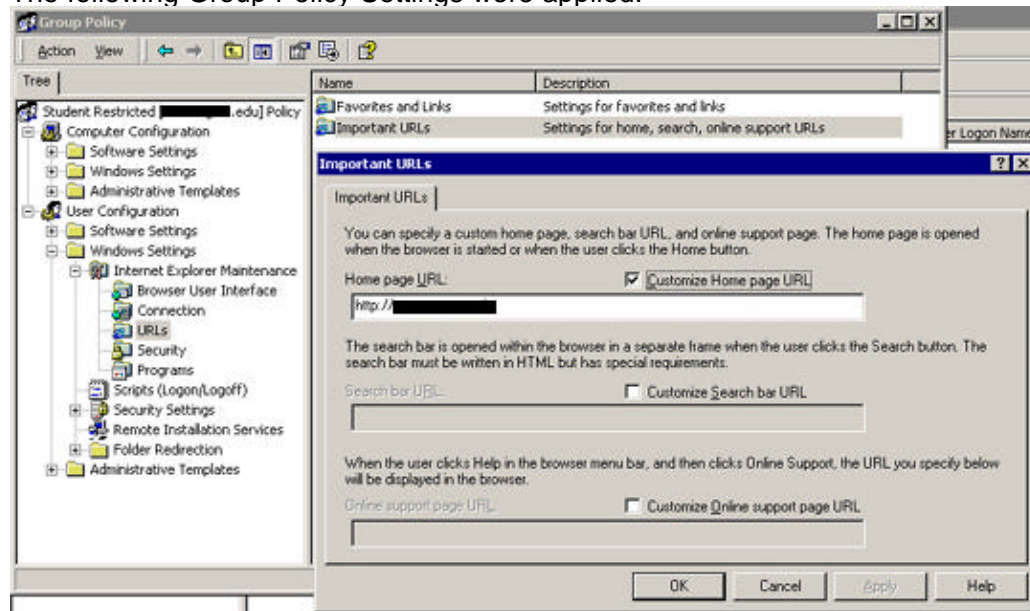 The following Group Policy Settings were applied.
Group Policy
Action View
Tree
Name Description
Student Restricted [ .edu] Policy
Favorites and Links Settings for favorites and links
Computer Configuration
Important URLs Settings for home, search, online support URLs
er Logon Name
Software Settings
Windows Settings
Administrative Templates
User Configuration
Software Settings
Windows Settings
Internet Explorer Maintenance
Browser User Interface
Connection
URLs
Security
Programs
Scripts (Logon/Logoff)
Security Settings
Remote Installation Services
Folder Redirection
Administrative Templates
Important URLs
Important URLs
You can specify a custom home page, search bar URL, and online support page. The home page is opened
when the browser is started or when the user clicks the Home button.
Home page URL: Customize Home page URL
http://
The search bar is opened within the browser in a separate frame when the user clicks the Search button. The
search bar must be written in HTML but has special requirements.
Search bar URL: Customize Search bar URL
When the user clicks Help in the browser menu bar, and then clicks Online Support, the URL you specify below
will be displayed in the browser.
Online support page URL: Customize Online support page URL
OK Cancel Apply Help